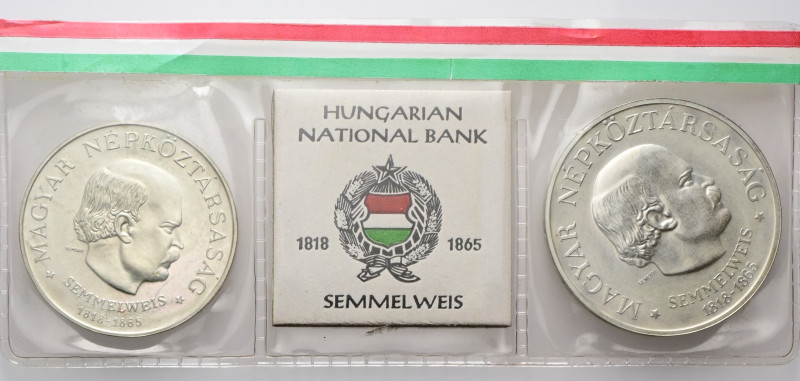 MAGYAR NÉPKÖZTÁRSASÁG
SEMMELWEIS
1818-1865
HUNGARIAN
NATIONAL BANK
1818 1865
SEMMELWEIS
MAGYAR NÉPKÖZTÁRSASÁG
SEMMELWEIS
1818-1865